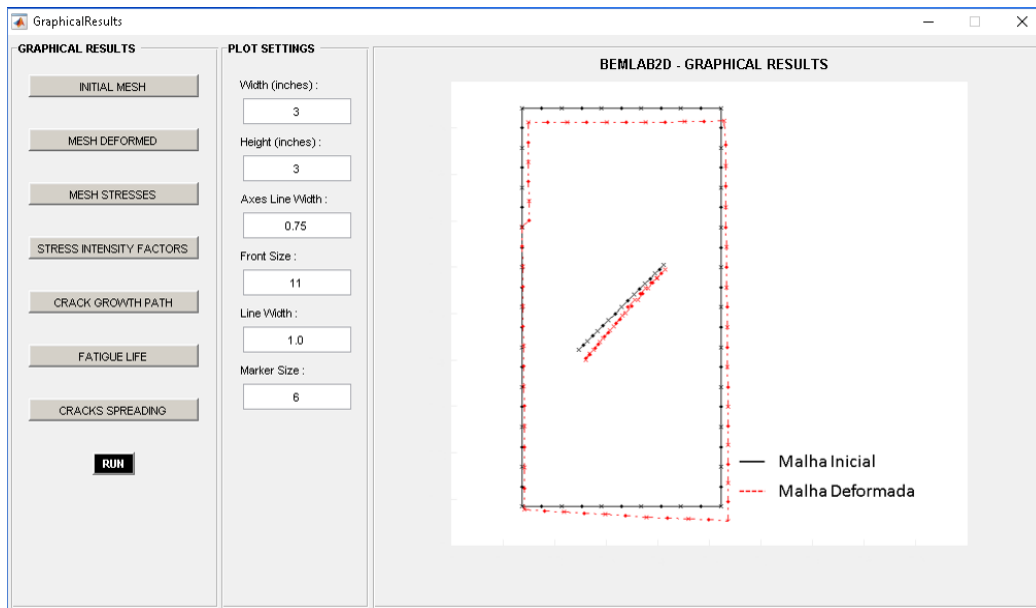 GraphicalResults
GRAPHICAL RESULTS
INITIAL MESH
MESH DEFORMED
MESH STRESSES
STRESS INTENSITY FACTORS
CRACK GROWTH PATH
FATIGUE LIFE
CRACKS SPREADING
RUN
PLOT SETTINGS
Width (inches) :
3
Height (inches) :
3
Axes Line Width :
0.75
Front Size :
11
Line Width :
1.0
Marker Size :
6
BEMLAB2D - GRAPHICAL RESULTS
Malha Inicial
Malha Deformada